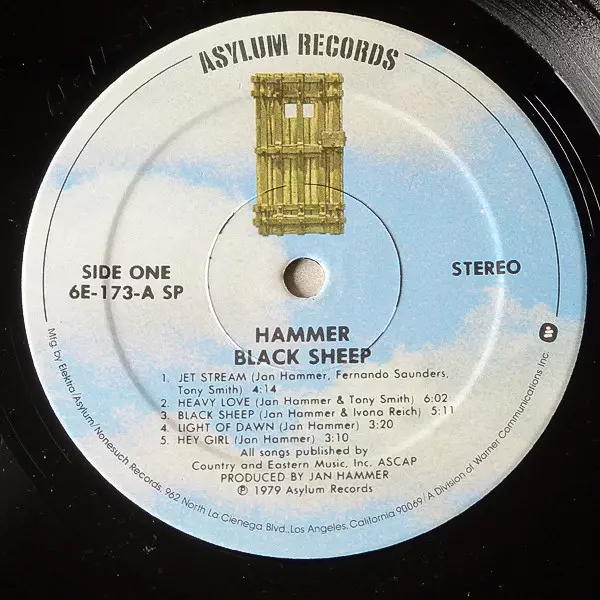 ASYLUM RECORDS
SIDE ONE
6E-173-A SP
STEREO
HAMMER
BLACK SHEEP
1. JET STREAM (Jan Hammer, Fernando Saunders,
Tony Smith) 4:14
2. HEAVY LOVE (Jan Hammer & Tony Smith) 6:02
3. BLACK SHEEP (Jan Hammer & Ivona Reich) 5:11
4. LIGHT OF DAWN (Jan Hammer) 3:20
5. HEY GIRL (Jan Hammer) 3:10
All songs published by
Country and Eastern Music, Inc. ASCAP
PRODUCED BY JAN HAMMER
℗ 1979 Asylum Records
Mfg. by Elektra/Asylum/Nonesuch Records, 962 North La Cienega Blvd., Los Angeles, California 90069/A Division of Warner Communications Inc.